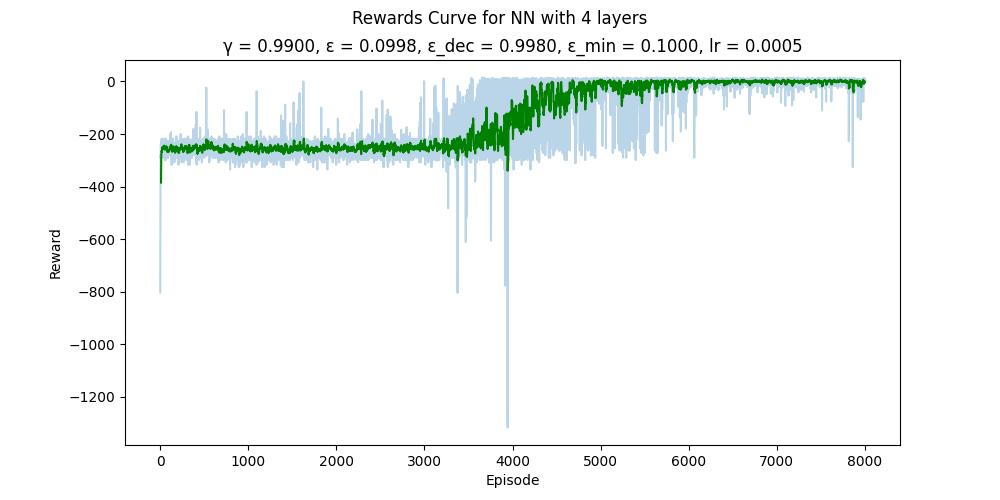 Rewards Curve for NN with 4 layers
γ = 0.9900, ε = 0.0998, ε_dec = 0.9980, ε_min = 0.1000, lr = 0.0005
0
−200
−400
−600
−800
−1000
−1200
Reward
0 1000 2000 3000 4000 5000 6000 7000 8000
Episode